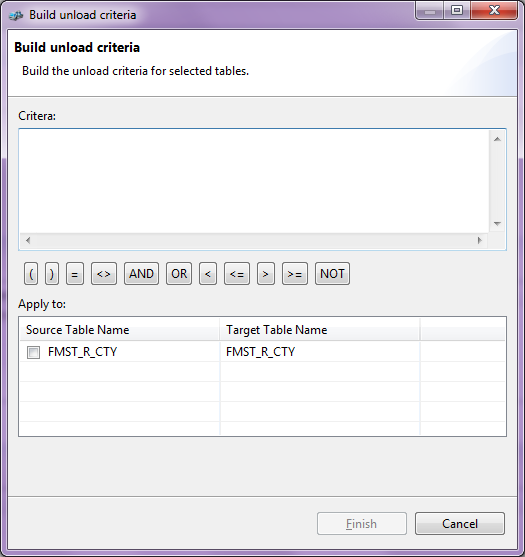 Build unload criteria
Build unload criteria
Build the unload criteria for selected tables.
Critera:
( ) = <> AND OR < <= > >= NOT
Apply to:
Source Table Name Target Table Name
FMST_R_CTY FMST_R_CTY
Finish Cancel